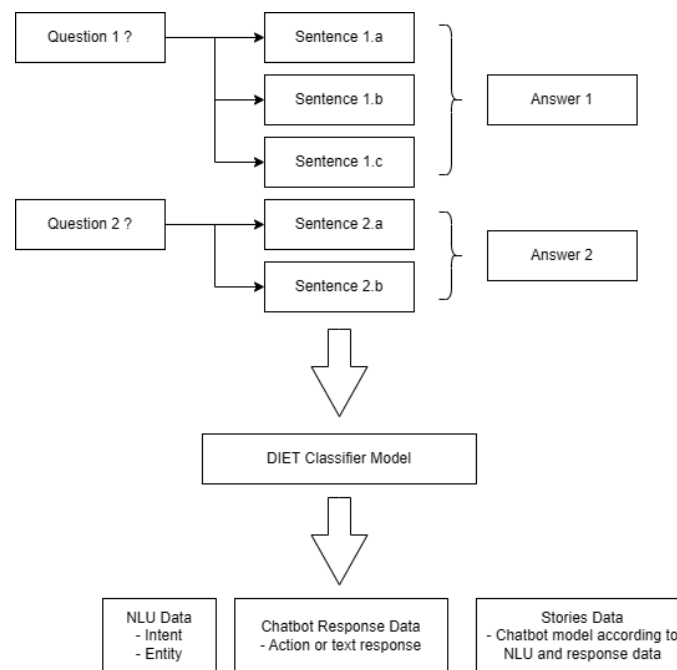 Question 1 ?
Sentence 1.a
Sentence 1.b
Sentence 1.c
Answer 1
Question 2 ?
Sentence 2.a
Sentence 2.b
Answer 2
DIET Classifier Model
NLU Data
- Intent
- Entity
Chatbot Response Data
- Action or text response
Stories Data
- Chatbot model according to
NLU and response data